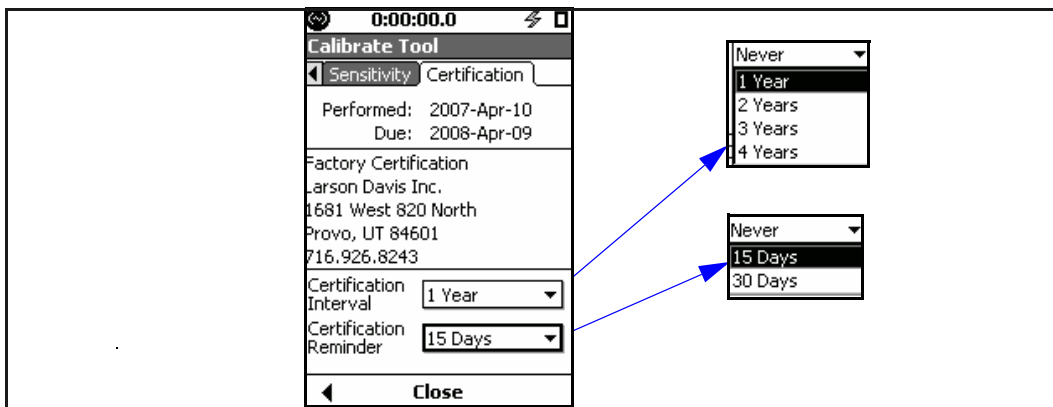 0:00:00.0
Calibrate Tool
Sensitivity Certification
Performed: 2007-Apr-10
Due: 2008-Apr-09
Factory Certification
Larson Davis Inc.
1681 West 820 North
Provo, UT 84601
716.926.8243
Certification
Interval
1 Year
Certification
Reminder
15 Days
Close
Never
1 Year
2 Years
3 Years
4 Years
Never
15 Days
30 Days